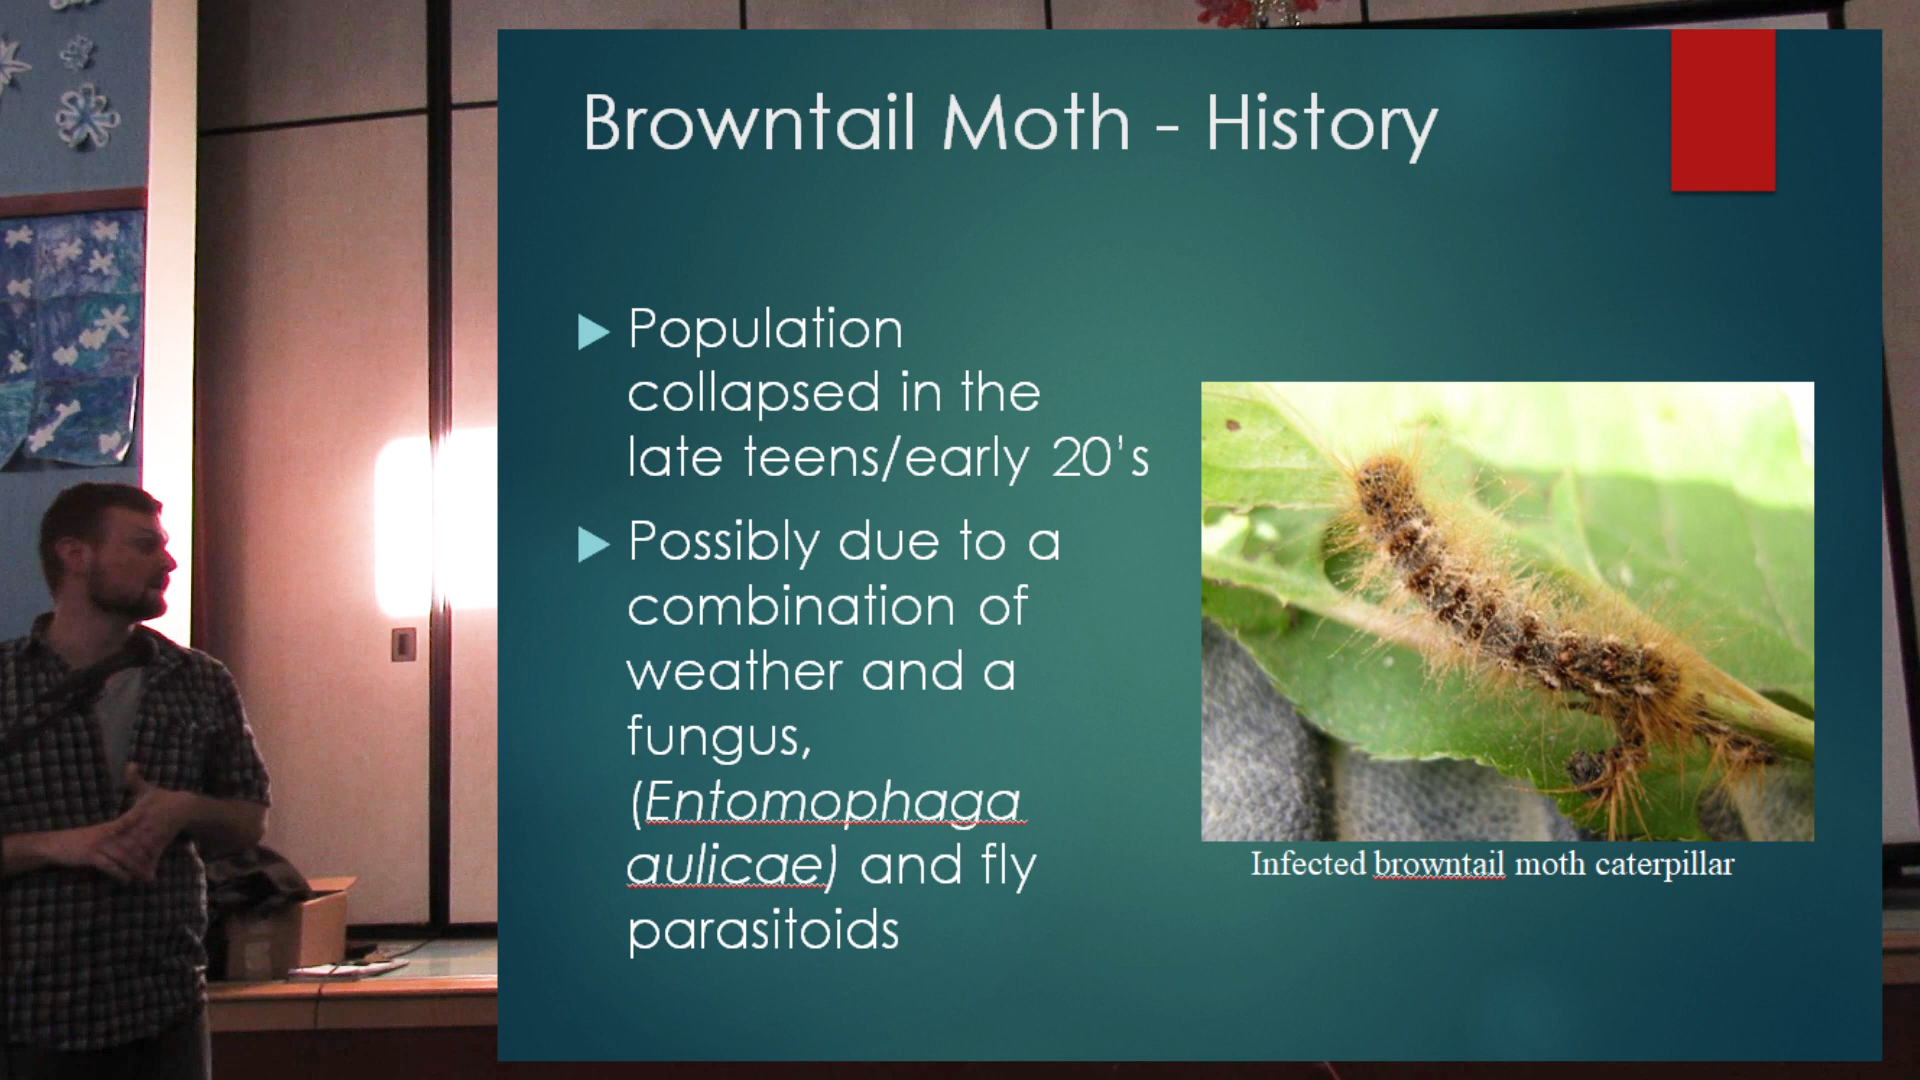 Browntail Moth - History
Population
collapsed in the
late teens/early 20's
Possibly due to a
combination of
weather and a
fungus,
(Entomophaga
aulicae) and fly
parasitoids
Infected browntail moth caterpillar